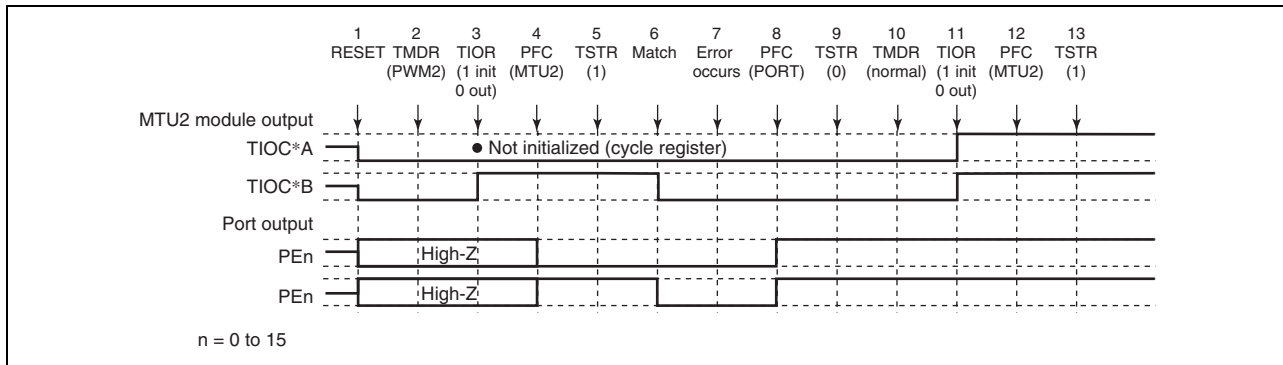 1 2 3 4 5 6 7 8 9 10 11 12 13
RESET TMDR TIOR PFC TSTR Match Error PFC TSTR TMDR TIOR PFC TSTR
(PWM2) (1 init (MTU2) (1) occurs (PORT) (0) (normal) (1 init (MTU2) (1)
0 out) 0 out)
MTU2 module output
TIOC*A
● Not initialized (cycle register)
TIOC*B
Port output
PEn
High-Z
PEn
High-Z
n = 0 to 15